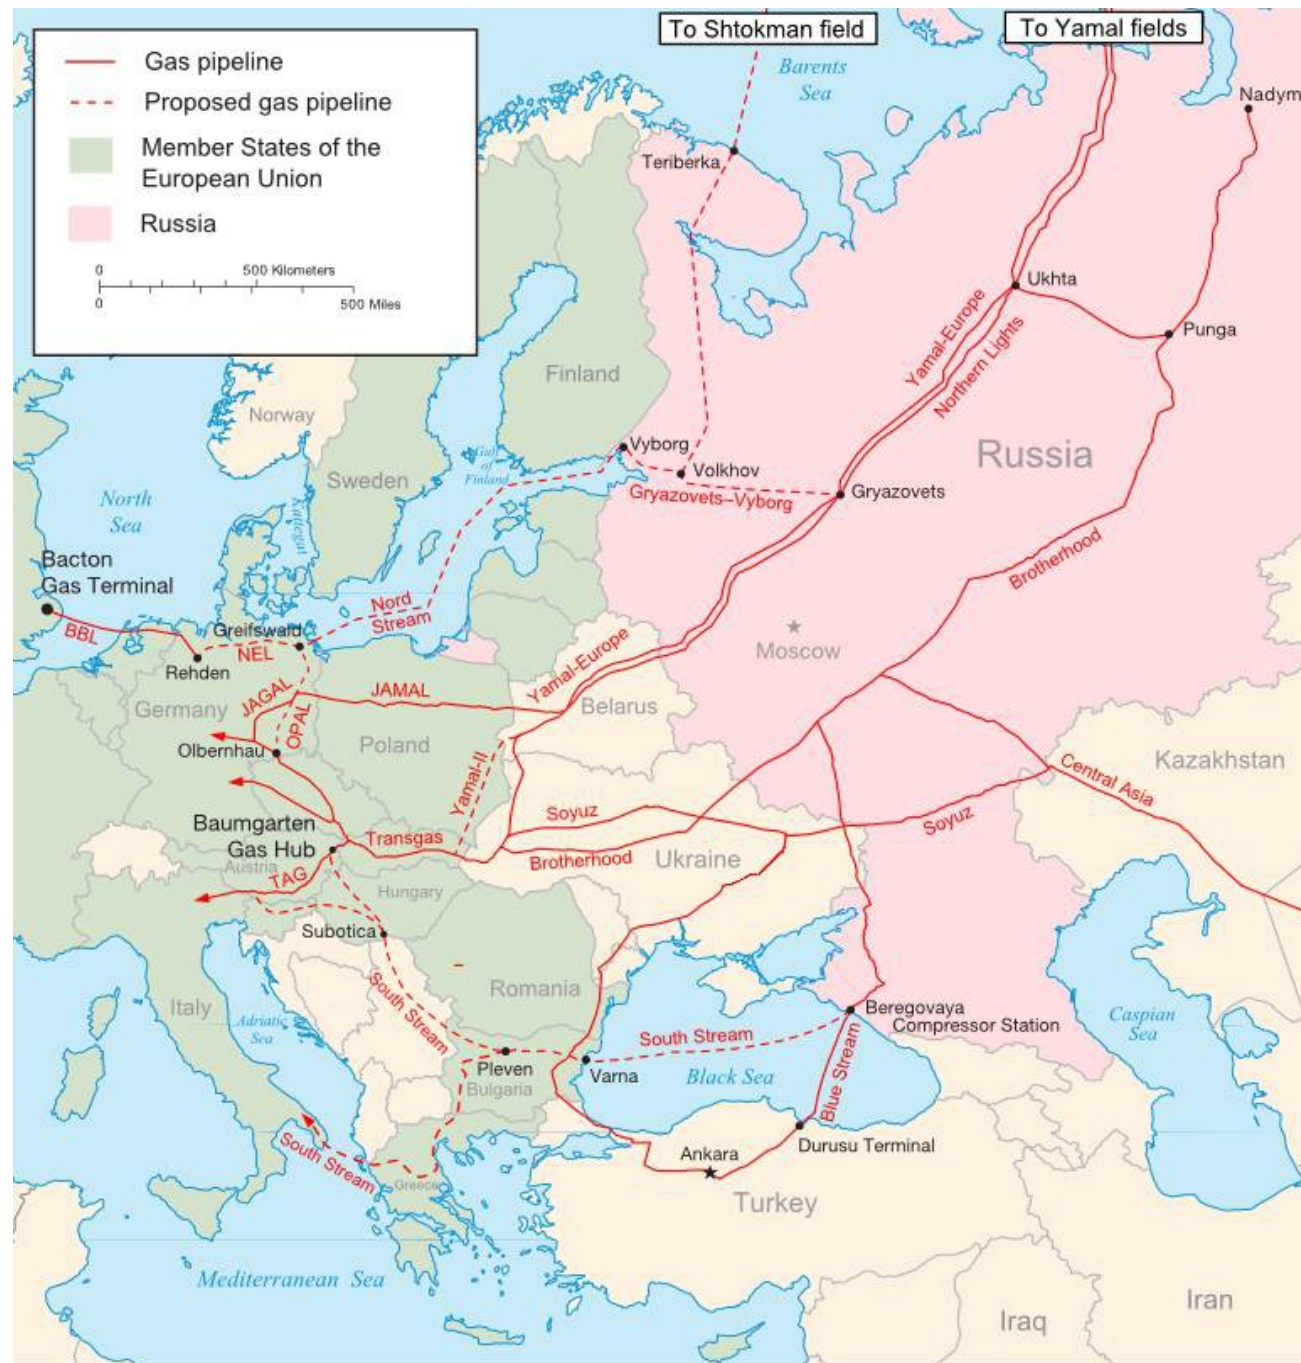 To Shtokman field
To Yamal fields
Gas pipeline
Proposed gas pipeline
Member States of the
European Union
Russia
0
500 Kilometers
0
500 Miles
Barents
Sea
Nadym
Teriberka
Ukhta
Punga
Yamal-Europe
Northern Lights
Finland
Norway
Sweden
Gulf
of
Finland
Vyborg
Volkhov
Gryazovets–Vyborg
Gryazovets
Russia
North
Sea
Kattegat
Brotherhood
Bacton
Gas Terminal
BBL
Greifswald
NEL
Rehden
Nord
Stream
Moscow
Yamal-Europe
JAGAL
JAMAL
Germany
OPAL
Belarus
Olbernhau
Poland
Yamal-II
Kazakhstan
Central Asia
Soyuz
Soyuz
Baumgarten
Gas Hub
Transgas
Brotherhood
Ukraine
Austria
TAG
Hungary
Subotica
South Stream
Romania
Italy
Adriatic
Sea
Beregovaya
Compressor Station
Caspian
Sea
South Stream
Pleven
Varna
Black Sea
Blue Stream
Bulgaria
South Stream
Greece
Ankara
Durusu Terminal
Turkey
Mediterranean Sea
Iraq
Iran